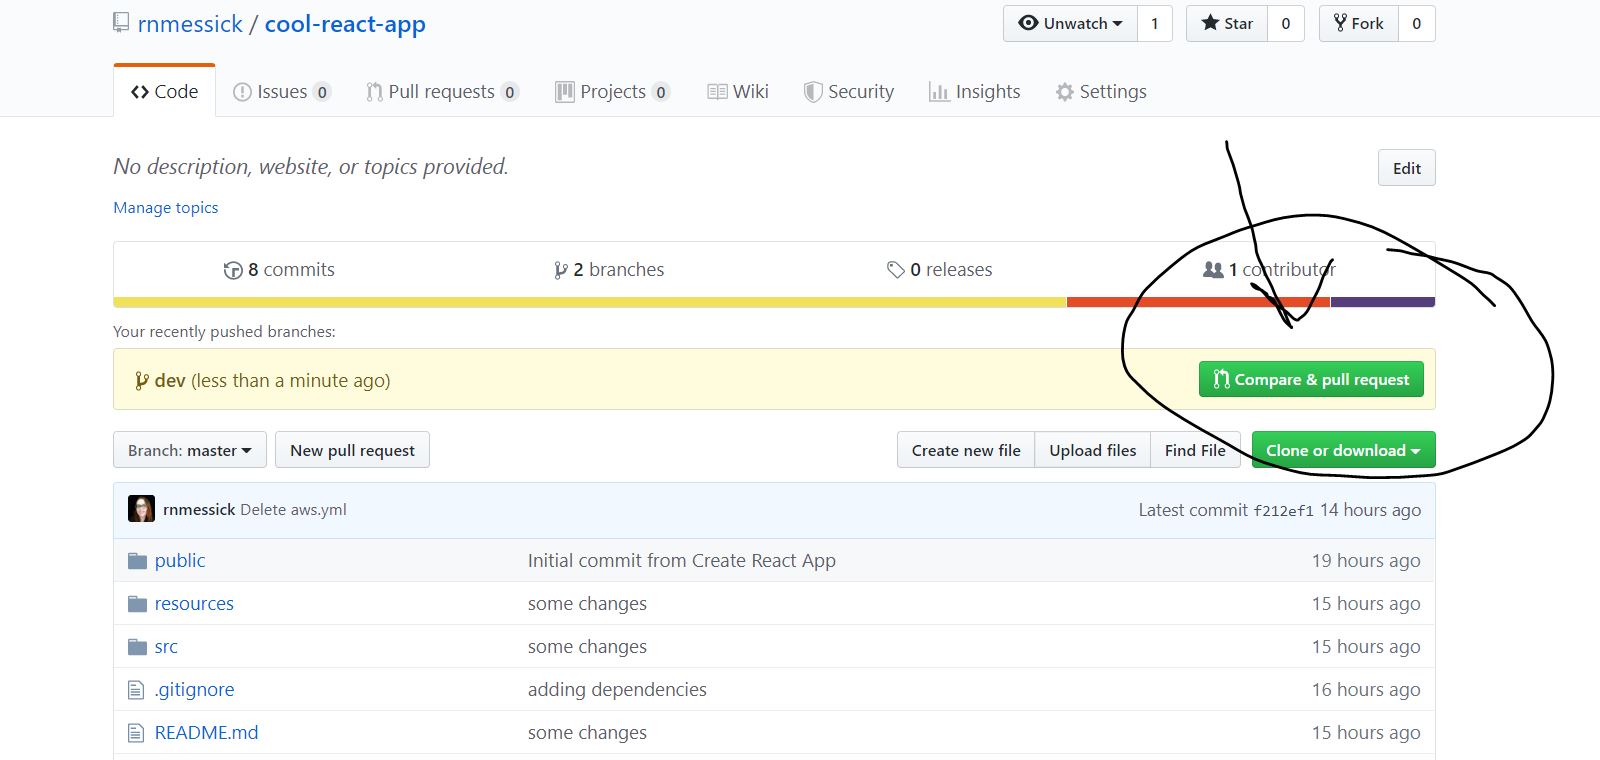 rnmessick / cool-react-app
Unwatch 1 Star 0 Fork 0
Code Issues 0 Pull requests 0 Projects 0 Wiki Security Insights Settings
No description, website, or topics provided. Edit
Manage topics
8 commits 2 branches 0 releases 1 contributor
Your recently pushed branches:
dev (less than a minute ago) Compare & pull request
Branch: master New pull request Create new file Upload files Find File Clone or download
rnmessick Delete aws.yml Latest commit f212ef1 14 hours ago
public Initial commit from Create React App 19 hours ago
resources some changes 15 hours ago
src some changes 15 hours ago
.gitignore adding dependencies 16 hours ago
README.md some changes 15 hours ago